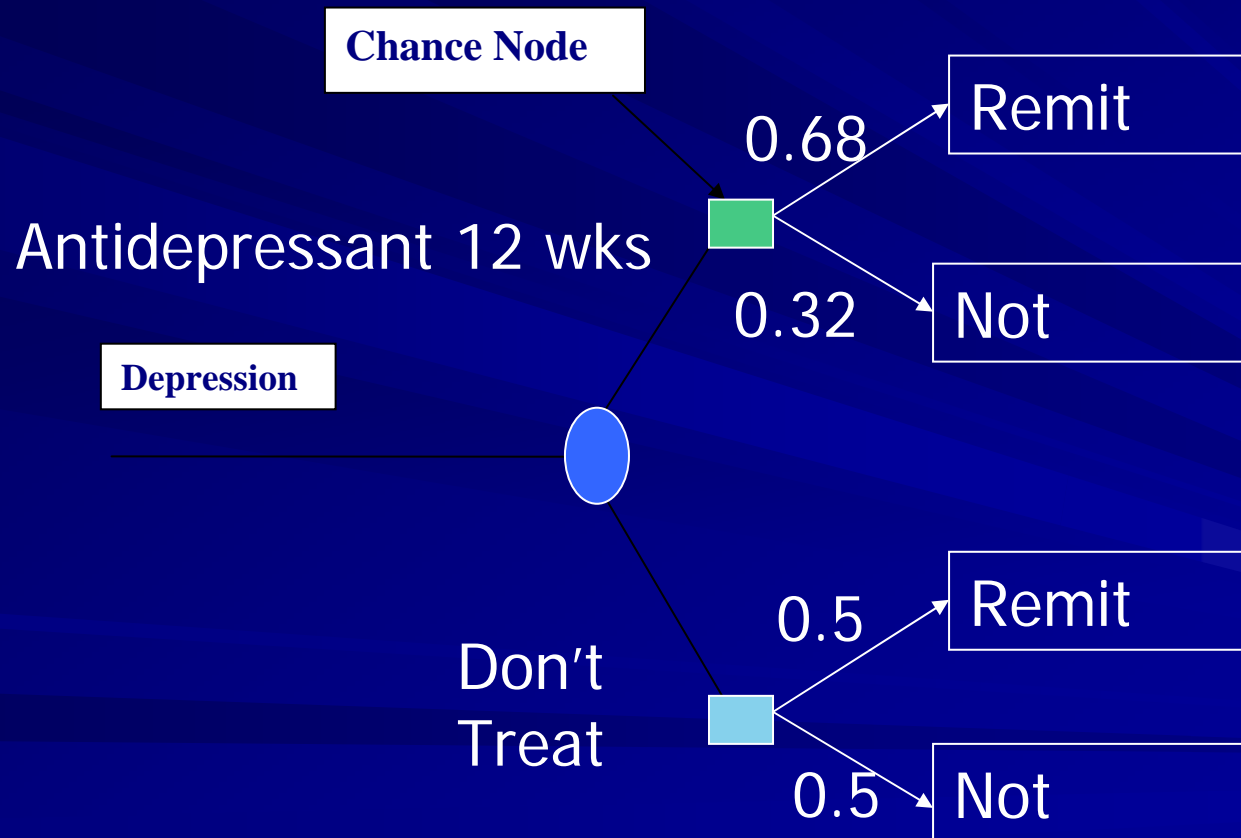 Chance Node
Remit
0.68
Antidepressant 12 wks
0.32
Not
Depression
Remit
0.5
Don't
Treat
0.5
Not